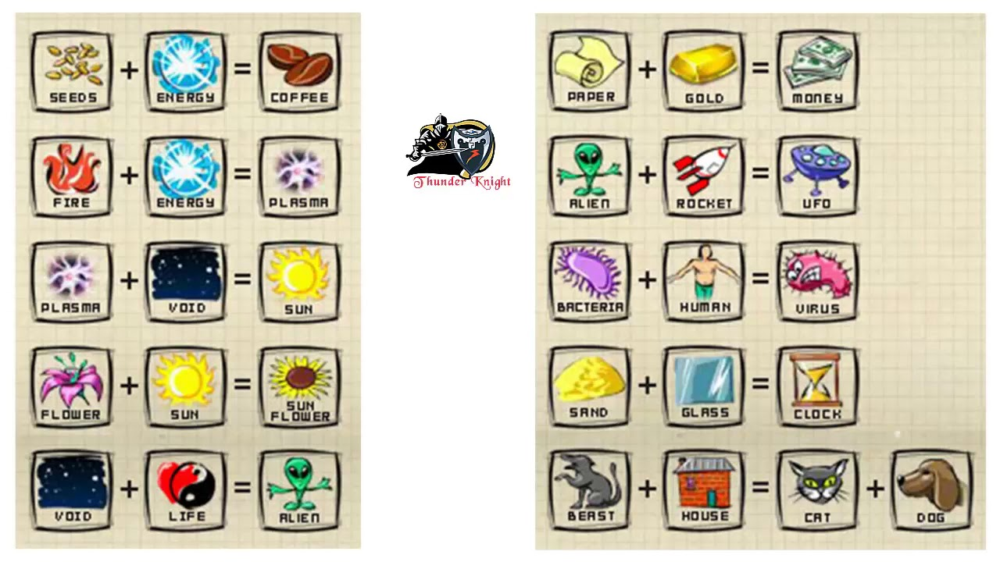 SEEDS + ENERGY = COFFEE
FIRE + ENERGY = PLASMA
PLASMA + VOID = SUN
FLOWER + SUN = SUN FLOWER
VOID + LIFE = ALIEN
Thunder Knight
PAPER + GOLD = MONEY
ALIEN + ROCKET = UFO
BACTERIA + HUMAN = VIRUS
SAND + GLASS = CLOCK
BEAST + HOUSE = CAT + DOG